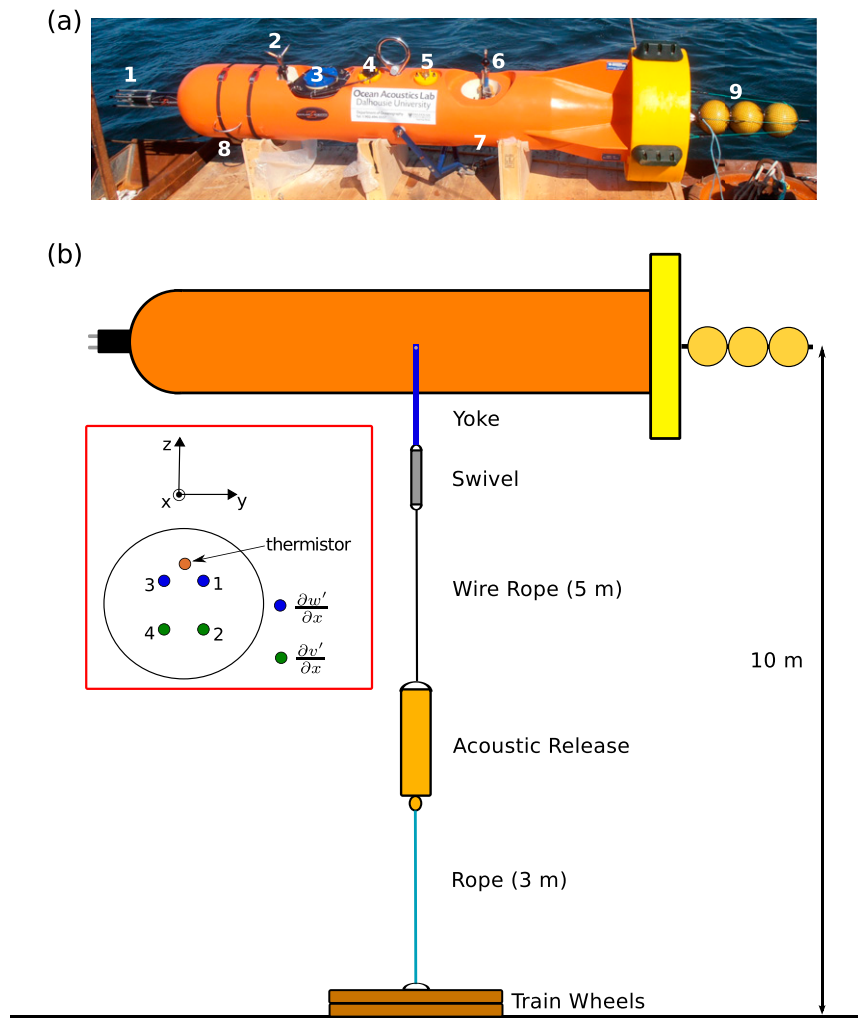 (a)
1
2
3
4
5
6
7
8
9
Ocean Acoustics Lab
Dalhousie University
(b)
Yoke
Swivel
z
x
y
thermistor
3
1
4
2
∂w′/∂x
∂v′/∂x
Wire Rope (5 m)
10 m
Acoustic Release
Rope (3 m)
Train Wheels